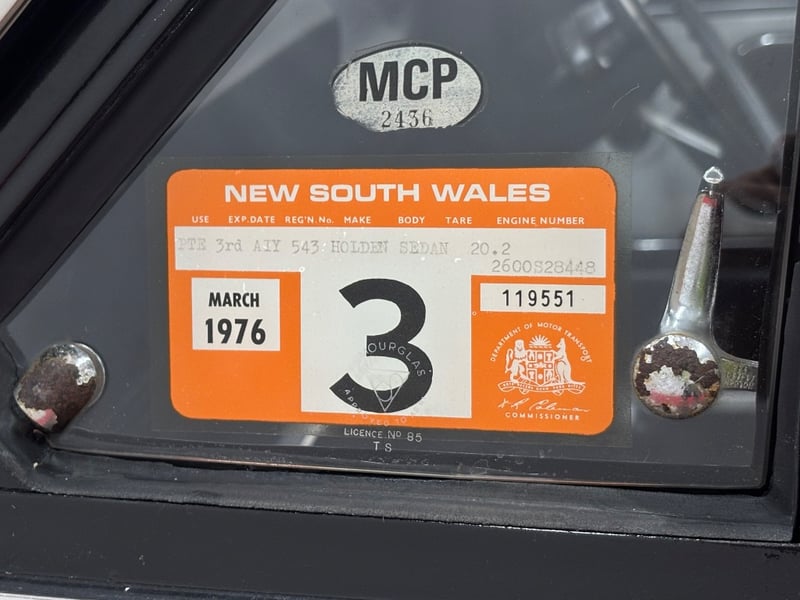 MCP
2436
NEW SOUTH WALES
USE EXP.DATE REG'N.No. MAKE BODY TARE ENGINE NUMBER
PTE 3rd AIY 543 HOLDEN SEDAN 20.2
2600S28448
MARCH
1976
3
119551
DEPARTMENT OF MOTOR TRANSPORT
COMMISSIONER
LICENCE No 85
TS